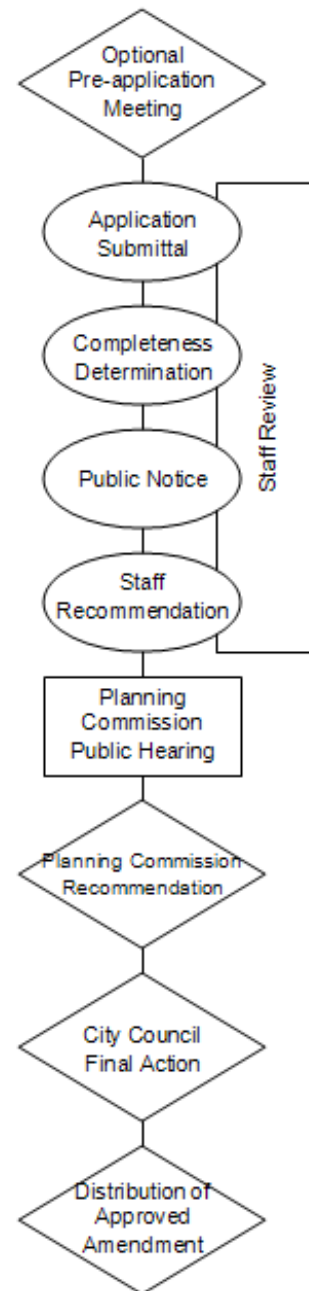 Optional
Pre-application
Meeting
Application
Submittal
Completeness
Determination
Public Notice
Staff
Recommendation
Staff Review
Planning
Commission
Public Hearing
Planning Commission
Recommendation
City Council
Final Action
Distribution of
Approved
Amendment